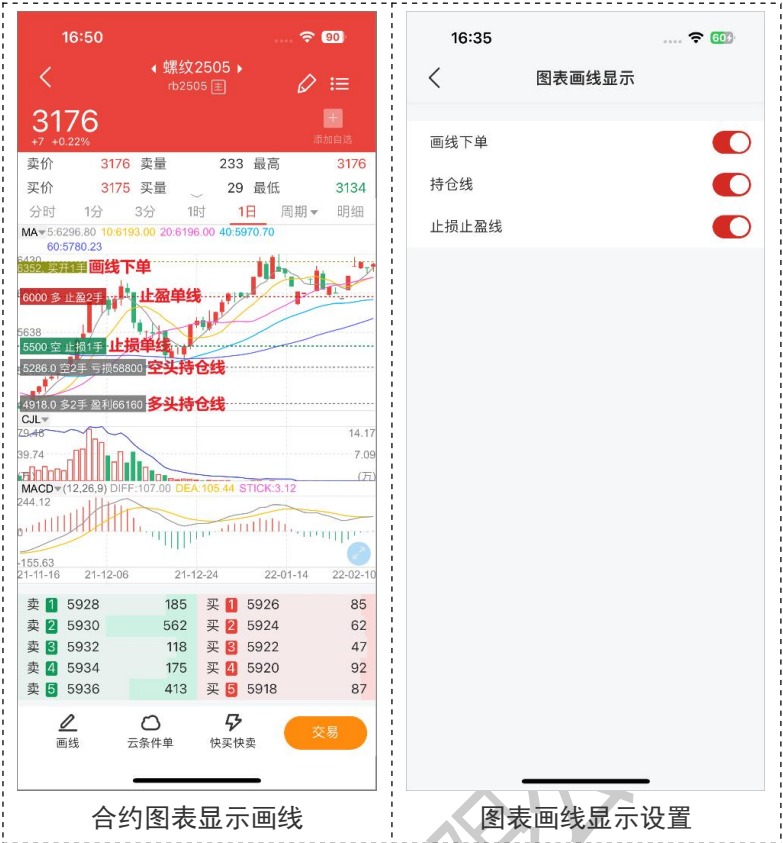 16:50
90
螺纹2505
rb2505 主
3176
+7 +0.22%
添加自选
卖价 3176 卖量 233 最高 3176
买价 3175 买量 29 最低 3134
分时 1分 3分 1时 1日 周期 明细
MA 5:6296.80 10:6193.00 20:6196.00 40:5970.70
60:5780.23
6430
6352. 买开1手 画线下单
6000 多 止盈2手 止盈单线
5638
5500 空 止损1手 止损单线
5286.0 空2手 亏损58800 空头持仓线
4918.0 多2手 盈利66160 多头持仓线
CJL
79.48 14.17
39.74 7.09
(万)
MACD (12,26,9) DIFF:107.00 DEA:105.44 STICK:3.12
244.12
0
-155.63
21-11-16 21-12-06 21-12-24 22-01-14 22-02-10
卖 1 5928 185 买 1 5926 85
卖 2 5930 562 买 2 5924 62
卖 3 5932 118 买 3 5922 47
卖 4 5934 175 买 4 5920 92
卖 5 5936 413 买 5 5918 87
画线 云条件单 快买快卖 交易
合约图表显示画线
16:35
60
图表画线显示
画线下单
持仓线
止损止盈线
图表画线显示设置